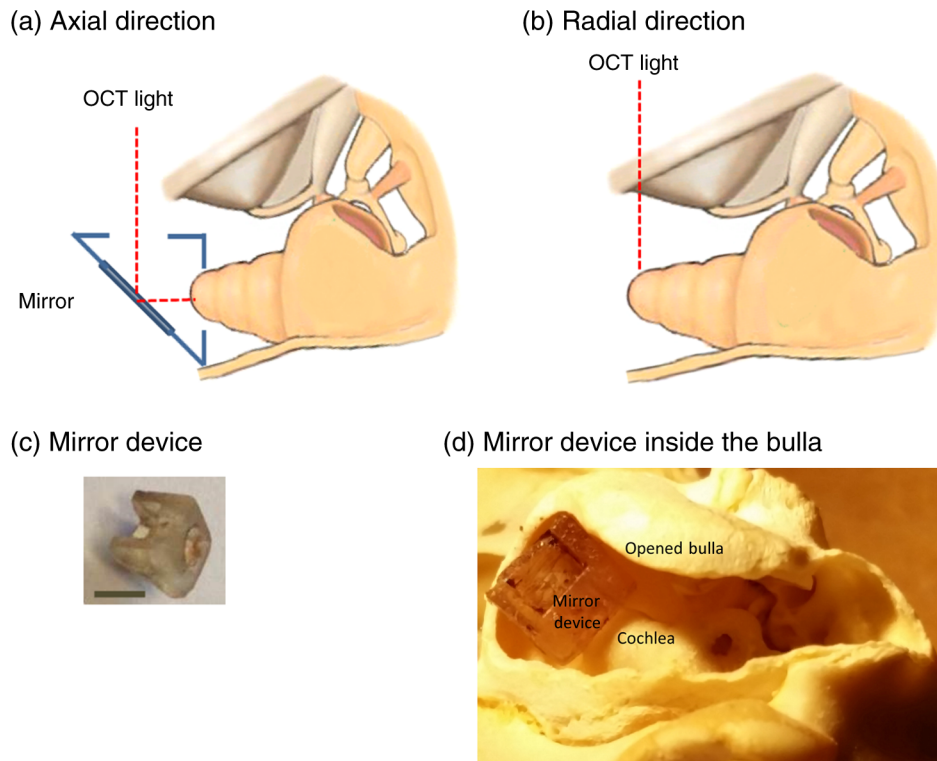 (a) Axial direction
(b) Radial direction
OCT light
OCT light
Mirror
(c) Mirror device
(d) Mirror device inside the bulla
Opened bulla
Mirror
device
Cochlea